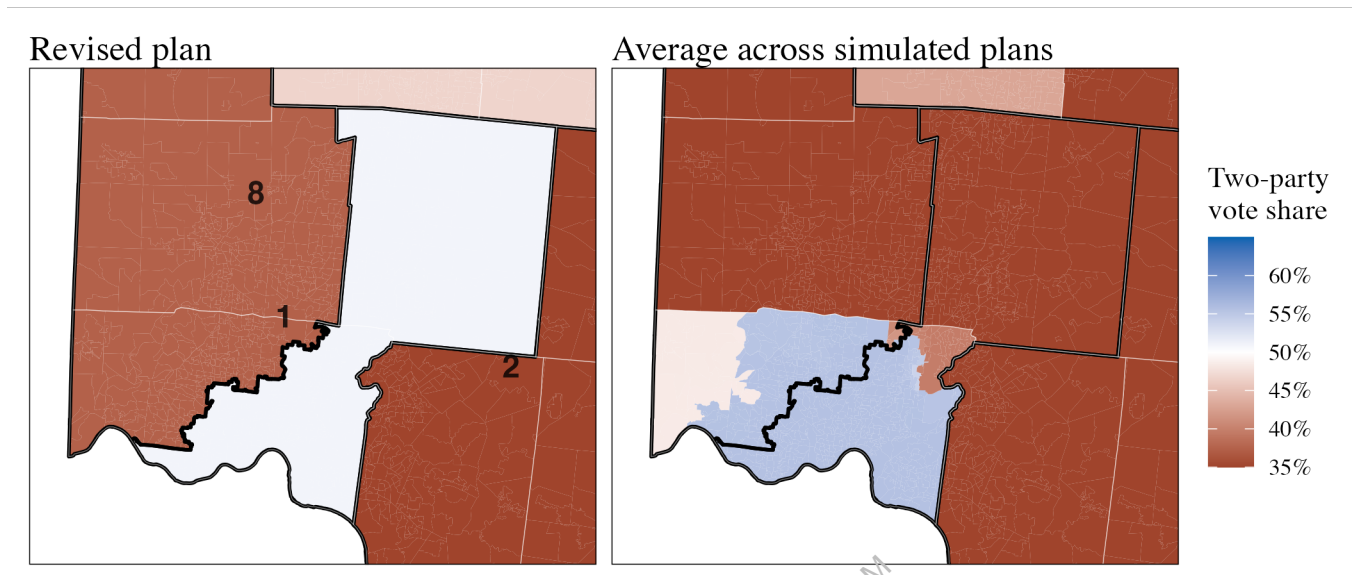 Revised plan
Average across simulated plans
8
1
2
Two-party
vote share
60%
55%
50%
45%
40%
35%
M